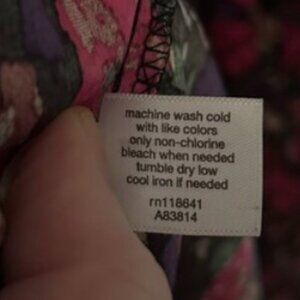 machine wash cold
with like colors
only non-chlorine
bleach when needed
tumble dry low
cool iron if needed
rn118641
A83814